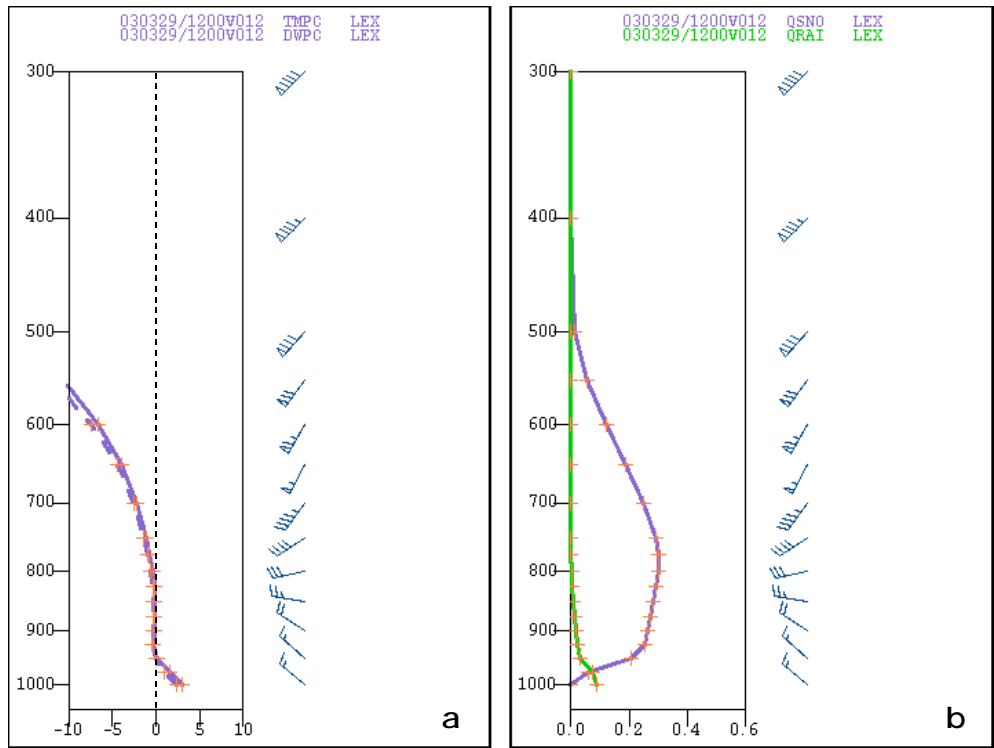 030329/1200V012 TMPC LEX
030329/1200V012 DWPC LEX
300
400
500
600
700
800
900
1000
-10 -5 0 5 10
a
030329/1200V012 QSNO LEX
030329/1200V012 QRAI LEX
300
400
500
600
700
800
900
1000
0.0 0.2 0.4 0.6
b